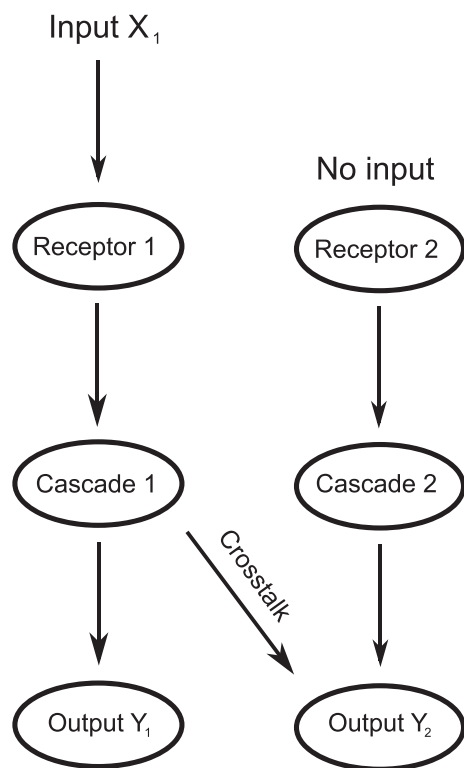 Input X₁
No input
Receptor 1
Receptor 2
Cascade 1
Cascade 2
Crosstalk
Output Y₁
Output Y₂